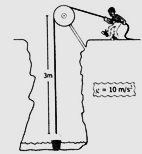 3m
g = 10 m/s²